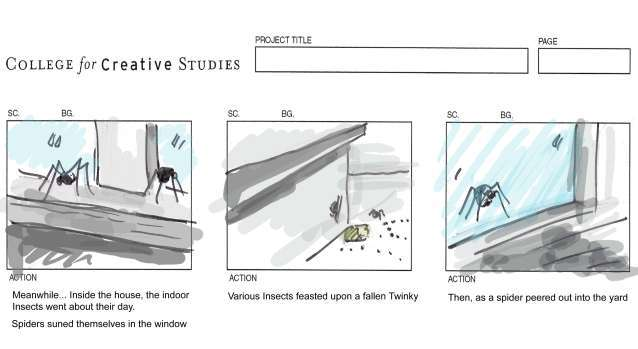 PROJECT TITLE
PAGE
COLLEGE for Creative STUDIES
SC. BG.
SC. BG.
SC. BG.
ACTION
Meanwhile... Inside the house, the indoor
Insects went about their day.
Spiders suned themselves in the window
ACTION
Various Insects feasted upon a fallen Twinky
ACTION
Then, as a spider peered out into the yard